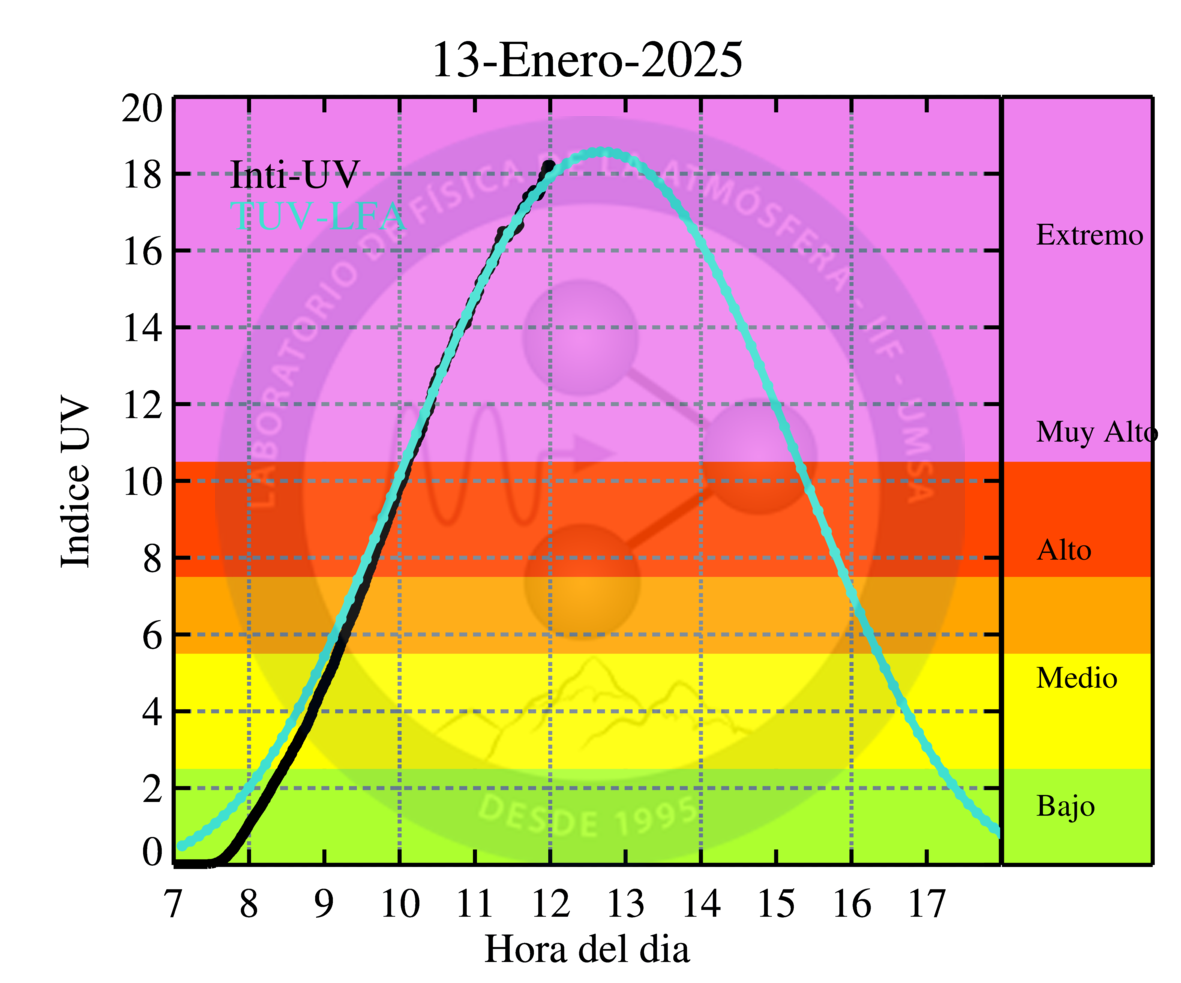 13-Enero-2025
Inti-UV
TUV-LFA
LABORATORIO DE FÍSICA DE LA ATMÓSFERA - IIF - UMSA
DESDE 1995
Indice UV
20
18
16
14
12
10
8
6
4
2
0
Extremo
Muy Alto
Alto
Medio
Bajo
7 8 9 10 11 12 13 14 15 16 17
Hora del dia